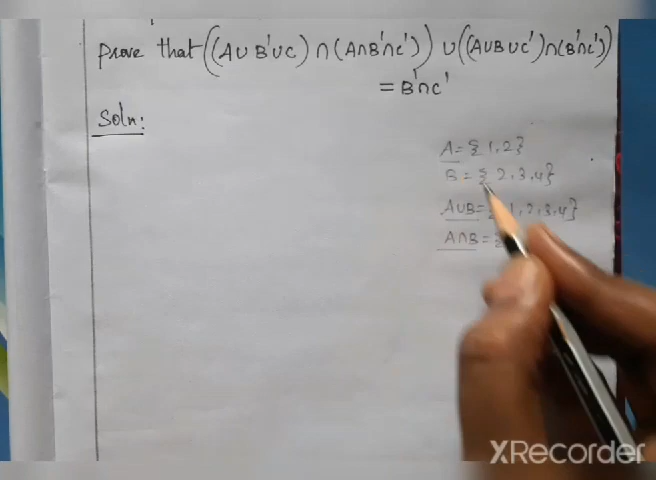 prove that ((A∪B'∪C) ∩ (A∩B'∩C')) ∪ ((A∪B∪C') ∩ (B'∩C'))
= B'∩C'
Soln:
A = {1,2}
B = {2,3,4}
A∪B = {1,2,3,4}
A∩B = {
XRecorder